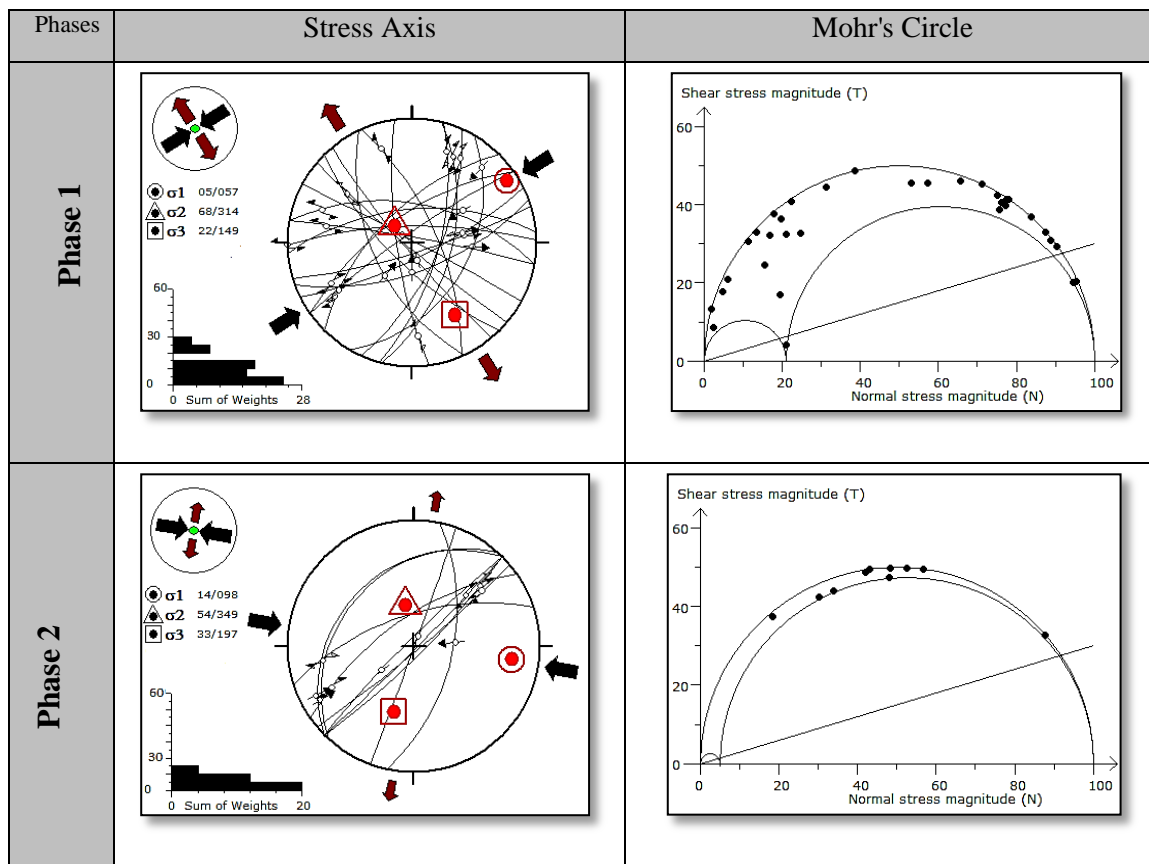 Phases
Stress Axis
Mohr's Circle
Phase 1
σ1 05/057
σ2 68/314
σ3 22/149
60
30
0
0 Sum of Weights 28
Shear stress magnitude (T)
60
40
20
0
0 20 40 60 80 100
Normal stress magnitude (N)
Phase 2
σ1 14/098
σ2 54/349
σ3 33/197
60
30
0
0 Sum of Weights 20
Shear stress magnitude (T)
60
40
20
0
0 20 40 60 80 100
Normal stress magnitude (N)